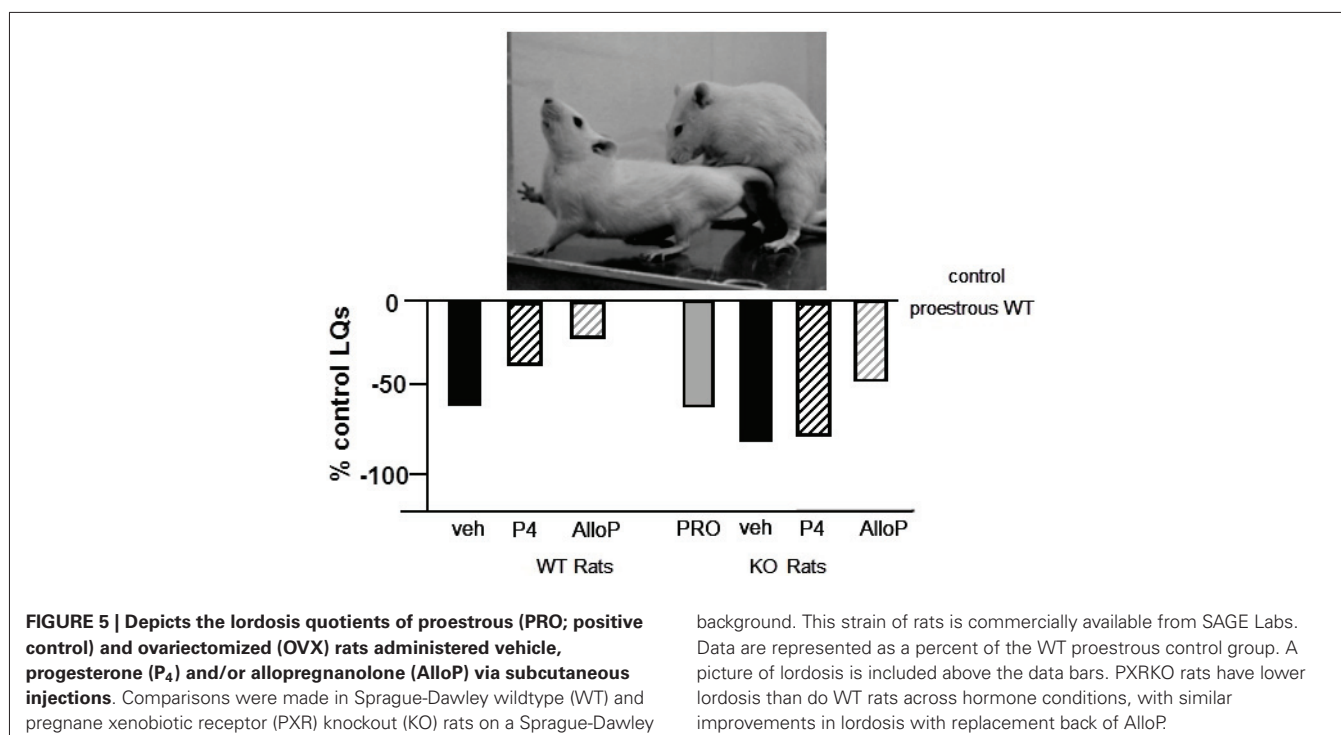 control
proestrous WT
% control LQs
0
-50
-100
veh P4 AlloP PRO veh P4 AlloP
WT Rats KO Rats
FIGURE 5 | Depicts the lordosis quotients of proestrous (PRO; positive
control) and ovariectomized (OVX) rats administered vehicle,
progesterone (P₄) and/or allopregnanolone (AlloP) via subcutaneous
injections. Comparisons were made in Sprague-Dawley wildtype (WT) and
pregnane xenobiotic receptor (PXR) knockout (KO) rats on a Sprague-Dawley
background. This strain of rats is commercially available from SAGE Labs.
Data are represented as a percent of the WT proestrous control group. A
picture of lordosis is included above the data bars. PXRKO rats have lower
lordosis than do WT rats across hormone conditions, with similar
improvements in lordosis with replacement back of AlloP.